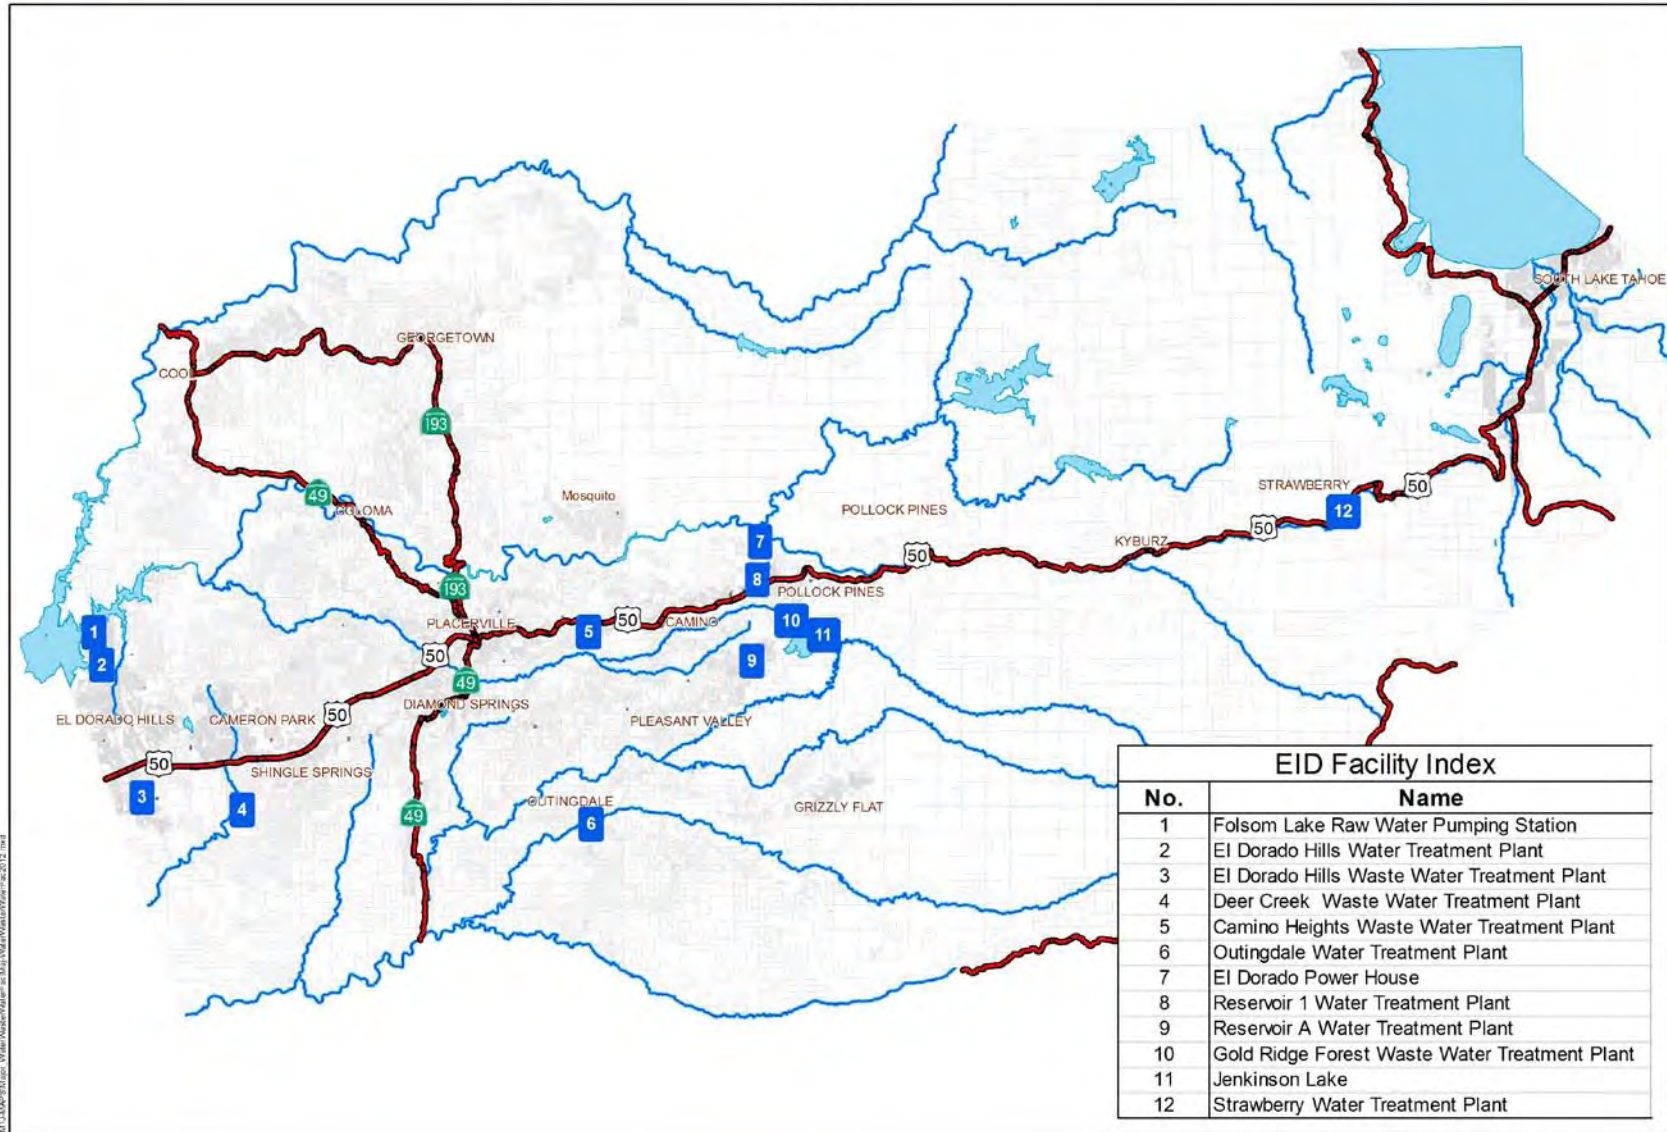 SOUTH LAKE TAHOE
GEORGETOWN
COOL
193
49
COLOMA
Mosquito
POLLOCK PINES
STRAWBERRY
50
12
KYBURZ
50
50
7
8
POLLOCK PINES
193
PLACERVILLE
5
50
CAMINO
10
11
9
1
2
50
49
DIAMOND SPRINGS
EL DORADO HILLS
CAMERON PARK
50
PLEASANT VALLEY
50
SHINGLE SPRINGS
3
4
49
OUTINGDALE
6
GRIZZLY FLAT
EID Facility Index
No. Name
1 Folsom Lake Raw Water Pumping Station
2 El Dorado Hills Water Treatment Plant
3 El Dorado Hills Waste Water Treatment Plant
4 Deer Creek Waste Water Treatment Plant
5 Camino Heights Waste Water Treatment Plant
6 Outingdale Water Treatment Plant
7 El Dorado Power House
8 Reservoir 1 Water Treatment Plant
9 Reservoir A Water Treatment Plant
10 Gold Ridge Forest Waste Water Treatment Plant
11 Jenkinson Lake
12 Strawberry Water Treatment Plant